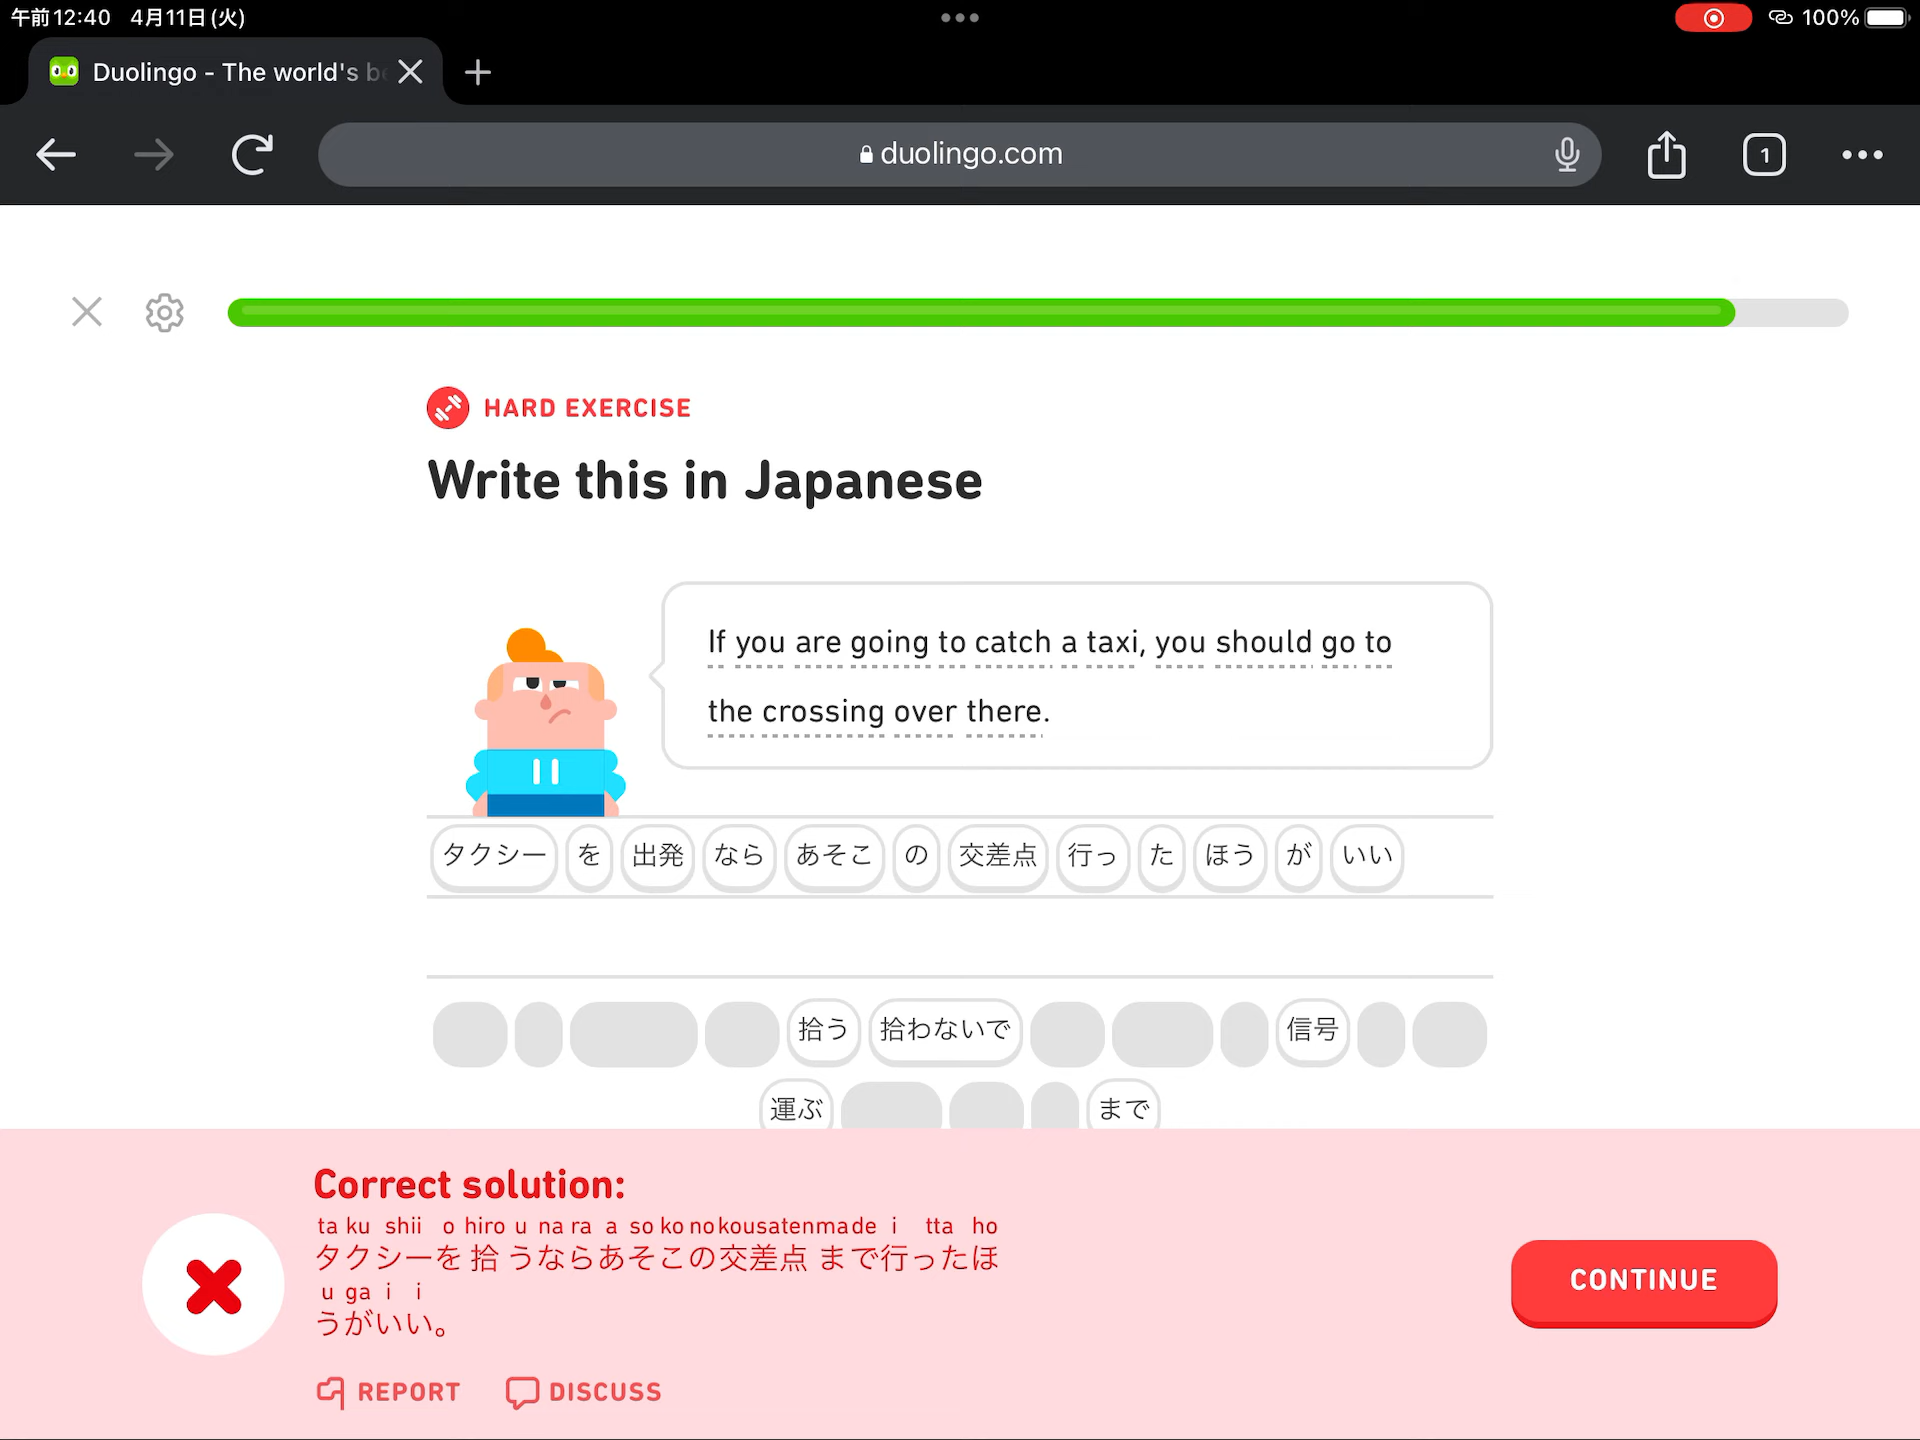 午前12:40 4月11日(火) 100%
Duolingo - The world's be
duolingo.com 1
HARD EXERCISE
Write this in Japanese
If you are going to catch a taxi, you should go to
the crossing over there.
タクシー を 出発 なら あそこ の 交差点 行っ た ほう が いい
拾う 拾わないで 信号
運ぶ まで
Correct solution:
ta ku shii o hiro u na ra a so ko no kousaten made i tta ho
タクシーを拾うならあそこの交差点まで行ったほ
u ga i i
うがいい。
CONTINUE
REPORT DISCUSS